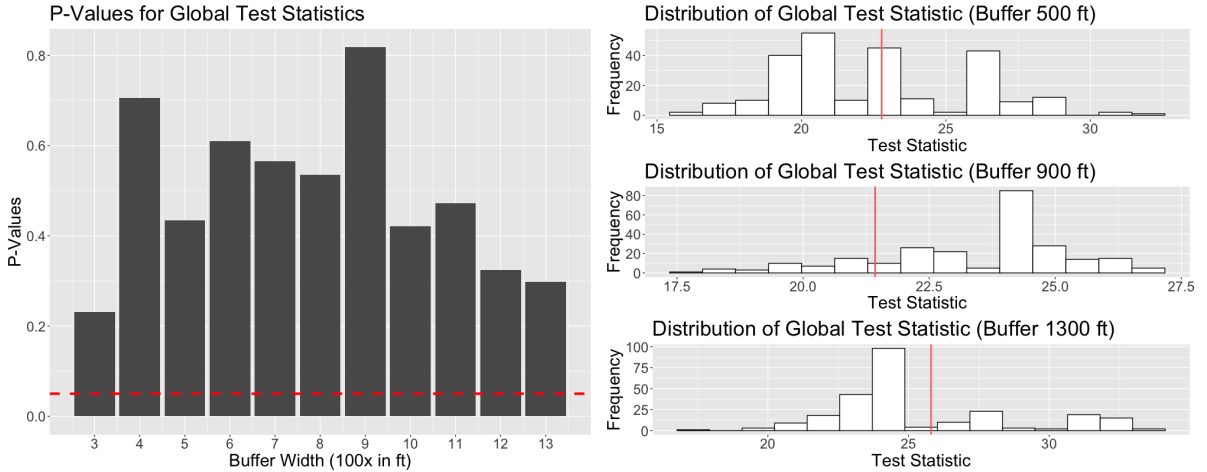 P-Values for Global Test Statistics
P-Values
0.8
0.6
0.4
0.2
0.0
3 4 5 6 7 8 9 10 11 12 13
Buffer Width (100x in ft)
Distribution of Global Test Statistic (Buffer 500 ft)
Frequency
40
20
0
15 20 25 30
Test Statistic
Distribution of Global Test Statistic (Buffer 900 ft)
Frequency
80
60
40
20
0
17.5 20.0 22.5 25.0 27.5
Test Statistic
Distribution of Global Test Statistic (Buffer 1300 ft)
Frequency
100
75
50
25
0
20 25 30
Test Statistic